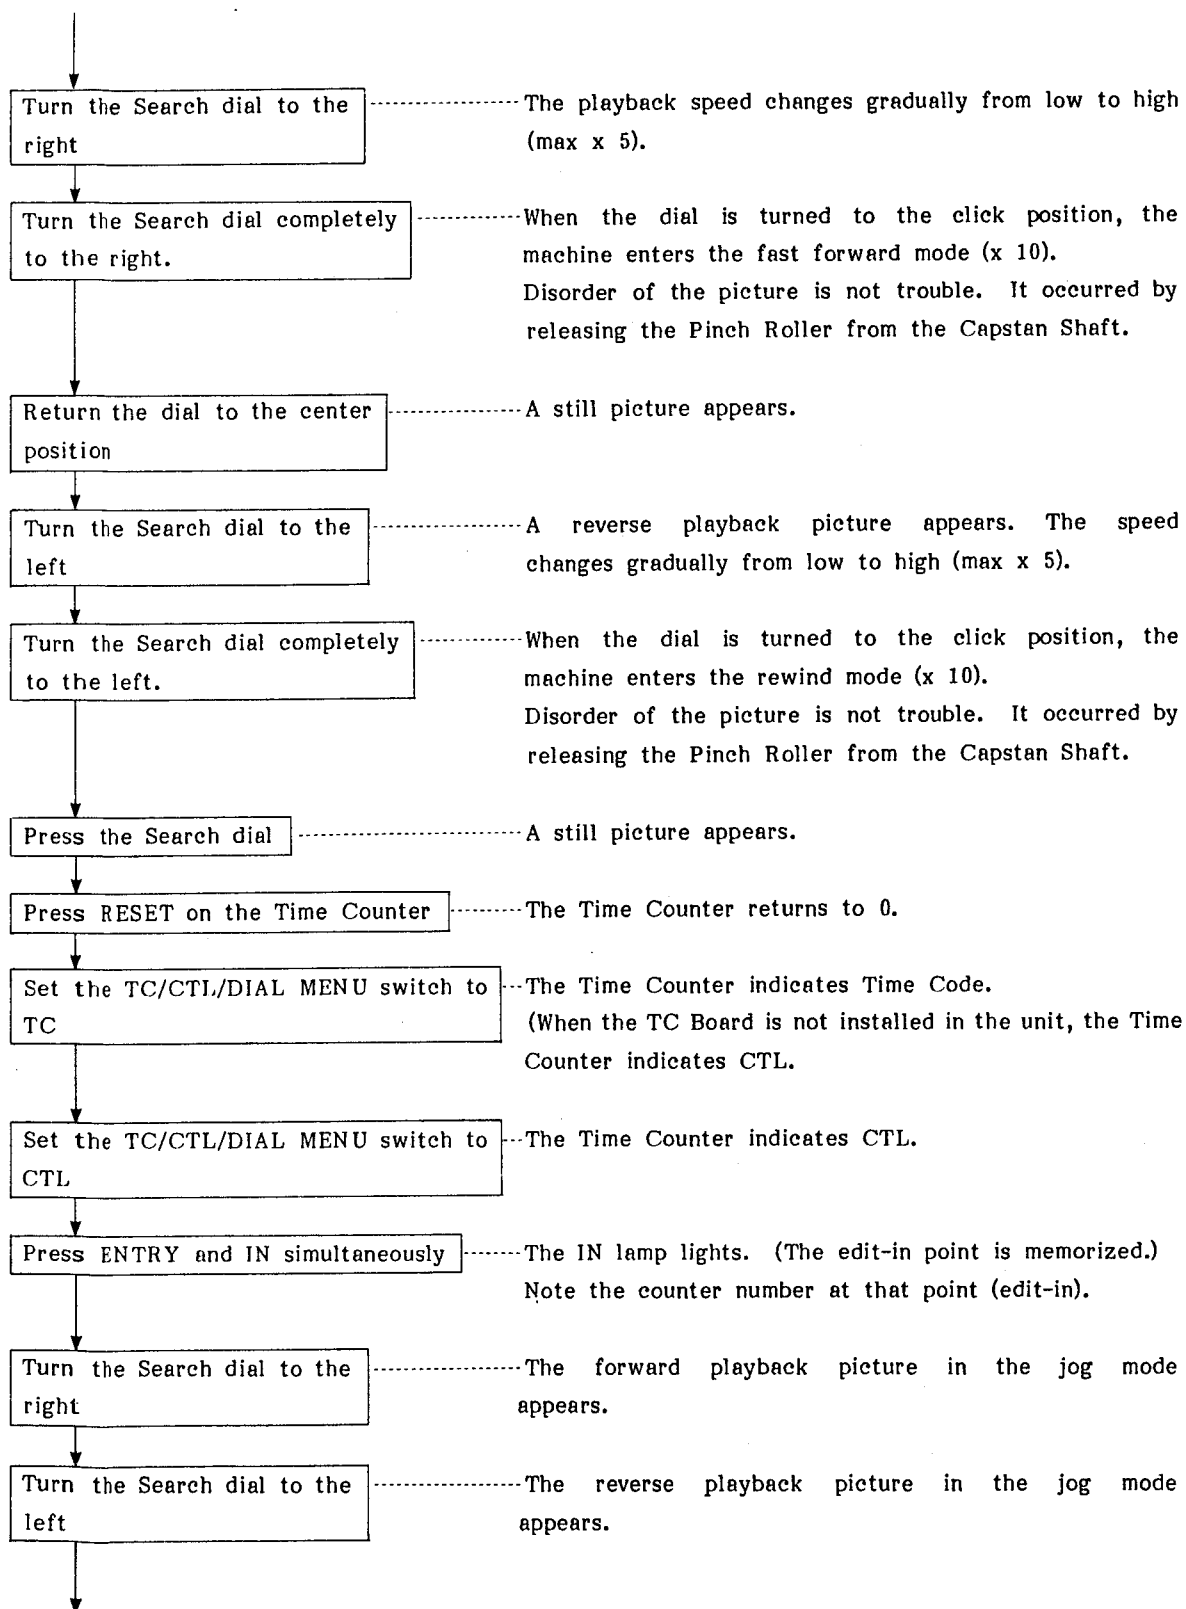 Turn the Search dial to the
right
The playback speed changes gradually from low to high
(max x 5).
Turn the Search dial completely
to the right.
When the dial is turned to the click position, the
machine enters the fast forward mode (x 10).
Disorder of the picture is not trouble. It occurred by
releasing the Pinch Roller from the Capstan Shaft.
Return the dial to the center
position
A still picture appears.
Turn the Search dial to the
left
A reverse playback picture appears. The speed
changes gradually from low to high (max x 5).
Turn the Search dial completely
to the left.
When the dial is turned to the click position, the
machine enters the rewind mode (x 10).
Disorder of the picture is not trouble. It occurred by
releasing the Pinch Roller from the Capstan Shaft.
Press the Search dial
A still picture appears.
Press RESET on the Time Counter
The Time Counter returns to 0.
Set the TC/CTL/DIAL MENU switch to
TC
The Time Counter indicates Time Code.
(When the TC Board is not installed in the unit, the Time
Counter indicates CTL.
Set the TC/CTL/DIAL MENU switch to
CTL
The Time Counter indicates CTL.
Press ENTRY and IN simultaneously
The IN lamp lights. (The edit-in point is memorized.)
Note the counter number at that point (edit-in).
Turn the Search dial to the
right
The forward playback picture in the jog mode
appears.
Turn the Search dial to the
left
The reverse playback picture in the jog mode
appears.